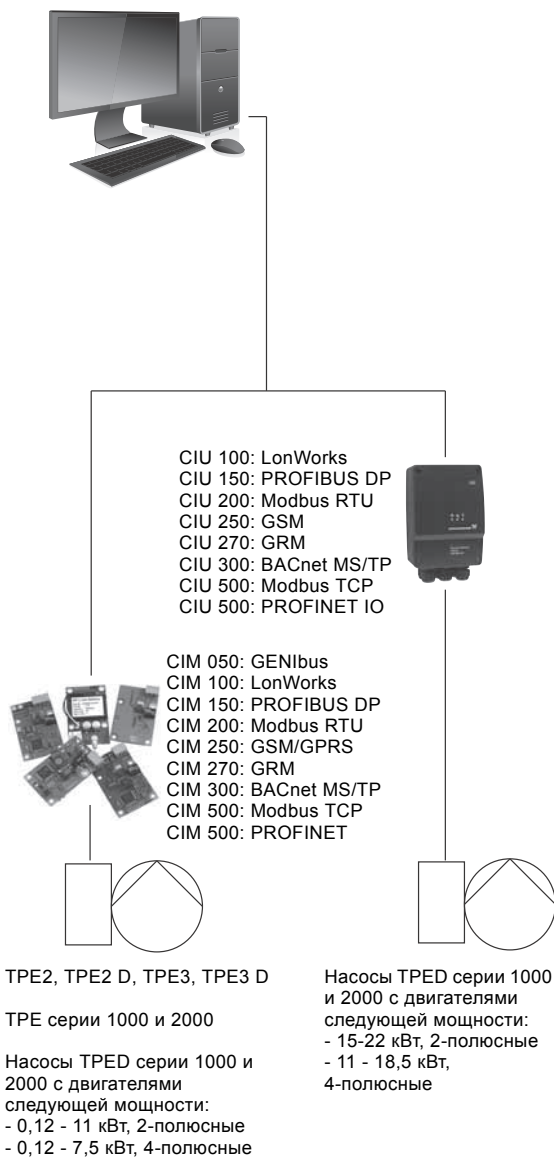 CIU 100: LonWorks
CIU 150: PROFIBUS DP
CIU 200: Modbus RTU
CIU 250: GSM
CIU 270: GRM
CIU 300: BACnet MS/TP
CIU 500: Modbus TCP
CIU 500: PROFINET IO
CIM 050: GENIbus
CIM 100: LonWorks
CIM 150: PROFIBUS DP
CIM 200: Modbus RTU
CIM 250: GSM/GPRS
CIM 270: GRM
CIM 300: BACnet MS/TP
CIM 500: Modbus TCP
CIM 500: PROFINET
TPE2, TPE2 D, TPE3, TPE3 D
TPE серии 1000 и 2000
Насосы TPED серии 1000 и
2000 с двигателями
следующей мощности:
- 0,12 - 11 кВт, 2-полюсные
- 0,12 - 7,5 кВт, 4-полюсные
Насосы TPED серии 1000
и 2000 с двигателями
следующей мощности:
- 15-22 кВт, 2-полюсные
- 11 - 18,5 кВт,
4-полюсные